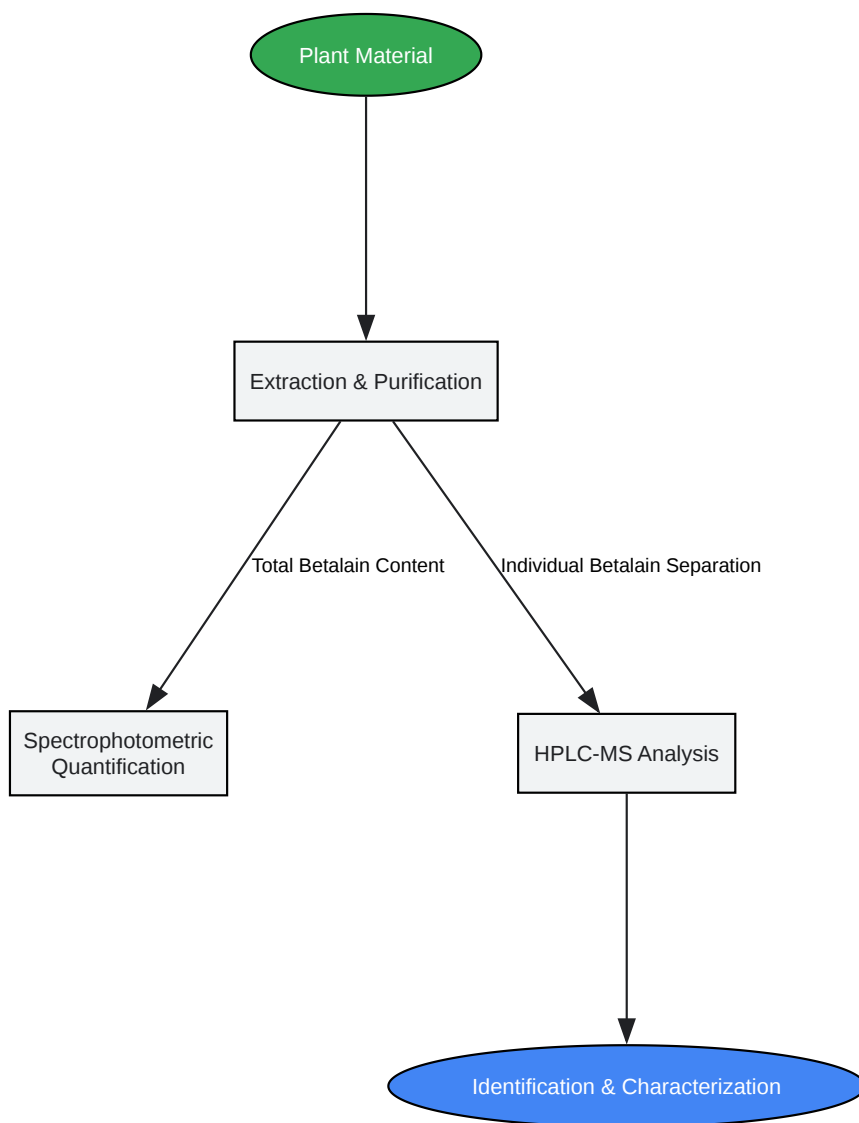 Plant Material
Extraction & Purification
Total Betalain Content
Individual Betalain Separation
Spectrophotometric
Quantification
HPLC-MS Analysis
Identification & Characterization